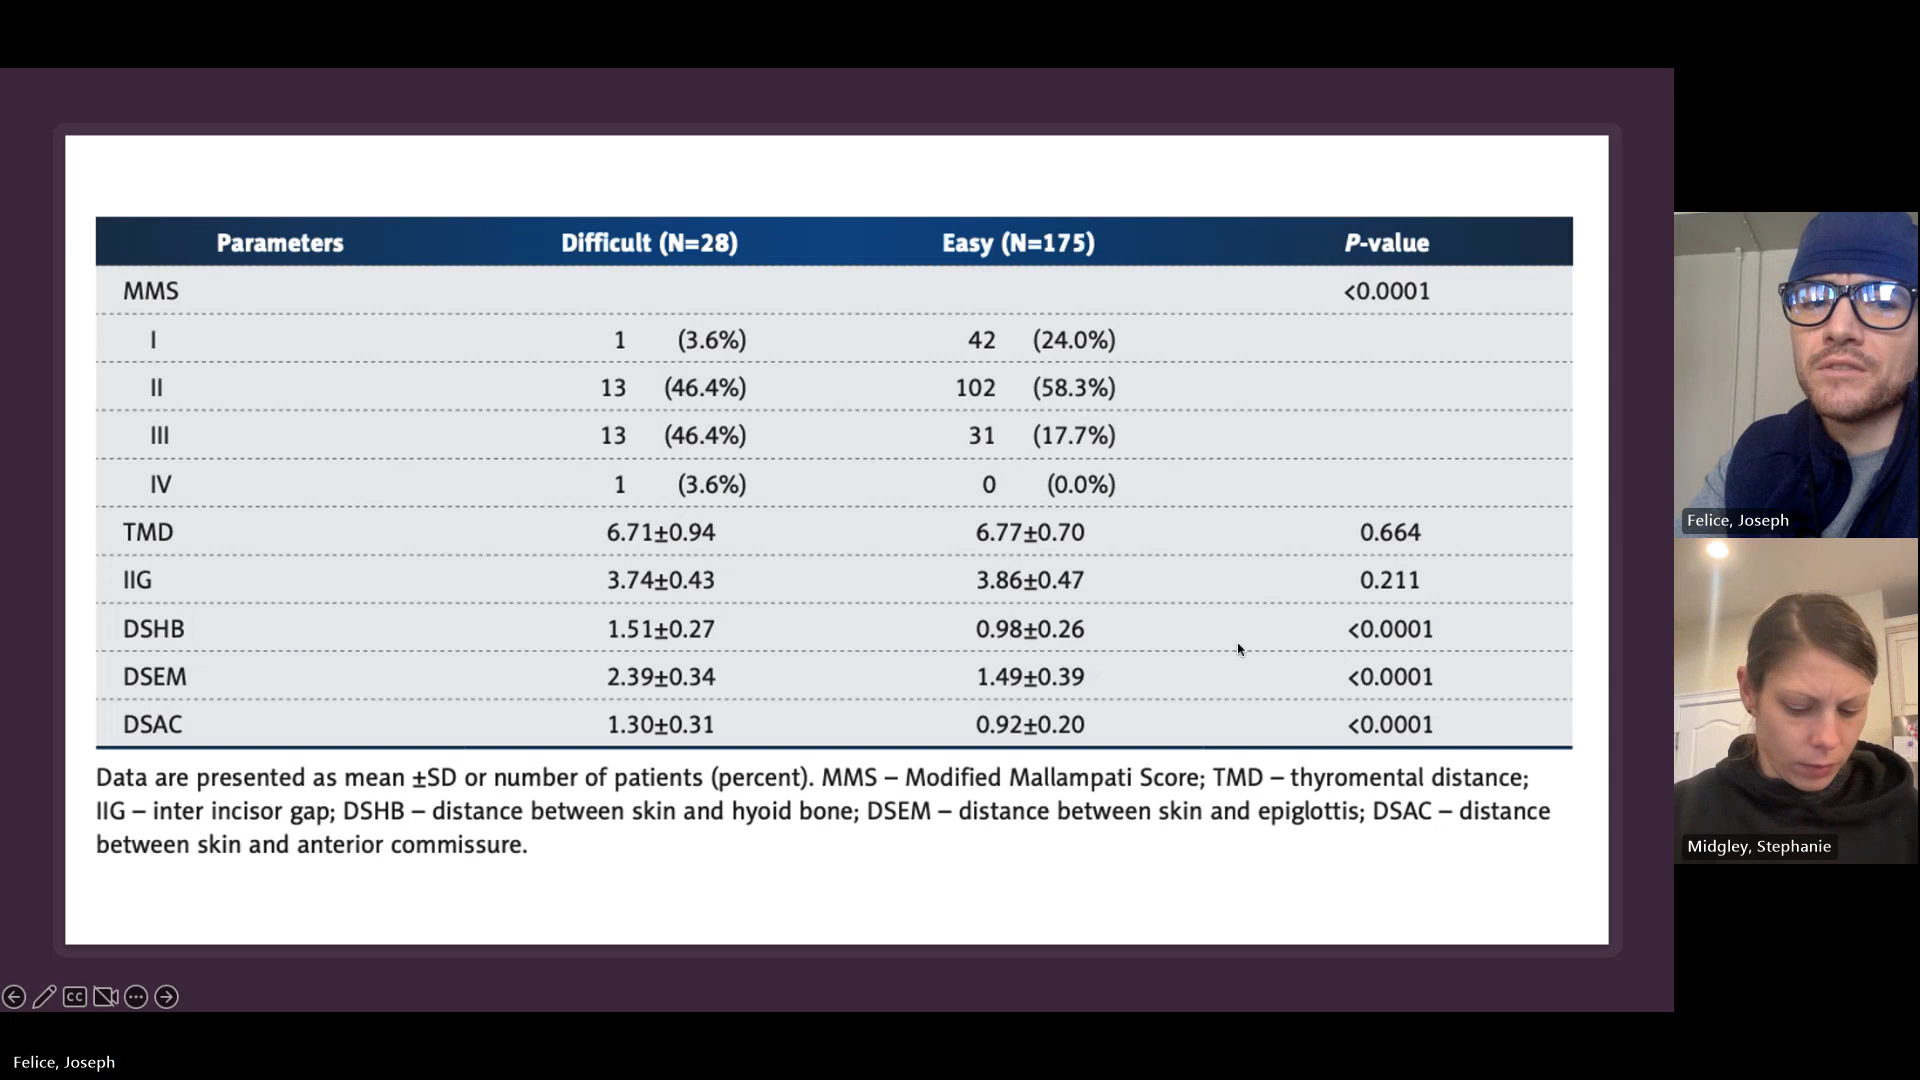 Parameters Difficult (N=28) Easy (N=175) P-value
MMS <0.0001
I 1 (3.6%) 42 (24.0%)
II 13 (46.4%) 102 (58.3%)
III 13 (46.4%) 31 (17.7%)
IV 1 (3.6%) 0 (0.0%)
TMD 6.71±0.94 6.77±0.70 0.664
IIG 3.74±0.43 3.86±0.47 0.211
DSHB 1.51±0.27 0.98±0.26 <0.0001
DSEM 2.39±0.34 1.49±0.39 <0.0001
DSAC 1.30±0.31 0.92±0.20 <0.0001
Data are presented as mean ±SD or number of patients (percent). MMS – Modified Mallampati Score; TMD – thyromental distance;
IIG – inter incisor gap; DSHB – distance between skin and hyoid bone; DSEM – distance between skin and epiglottis; DSAC – distance
between skin and anterior commissure.
CC
Felice, Joseph
Midgley, Stephanie
Felice, Joseph